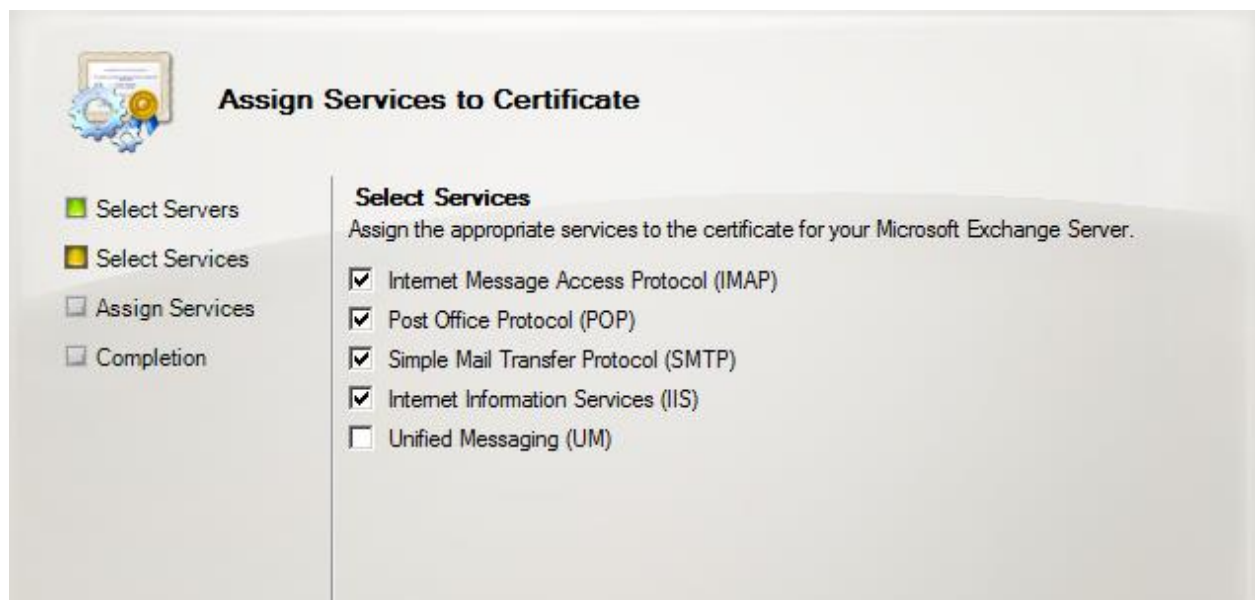 Assign Services to Certificate
Select Servers
Select Services
Assign Services
Completion
Select Services
Assign the appropriate services to the certificate for your Microsoft Exchange Server.
Internet Message Access Protocol (IMAP)
Post Office Protocol (POP)
Simple Mail Transfer Protocol (SMTP)
Internet Information Services (IIS)
Unified Messaging (UM)